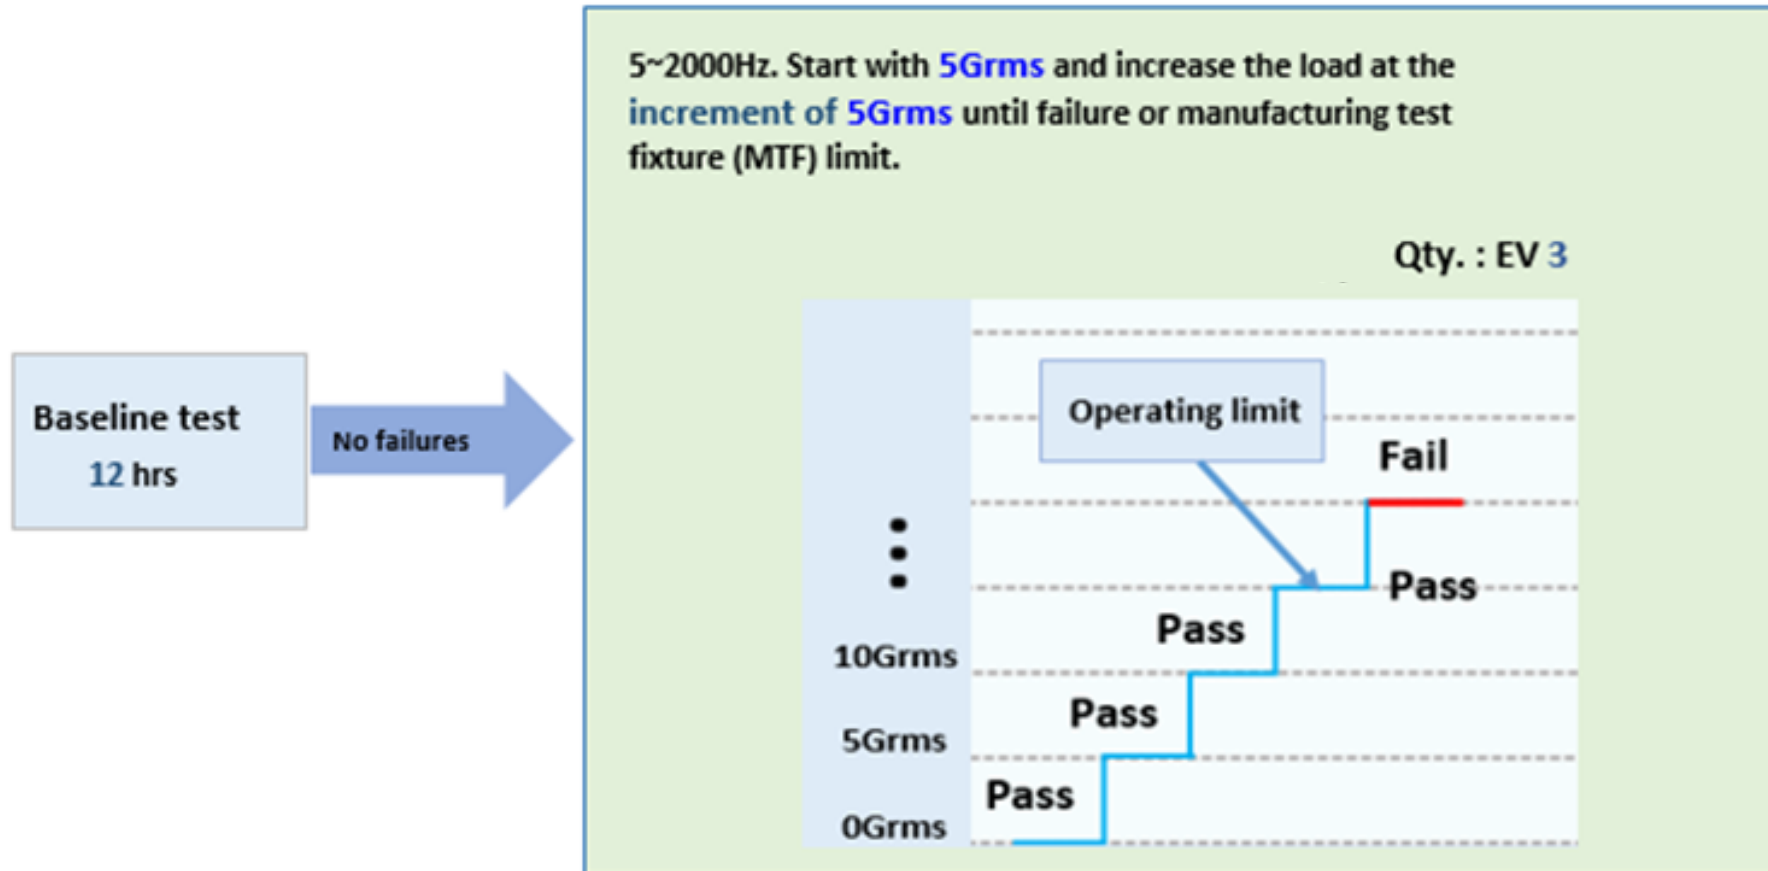 5~2000Hz. Start with 5Grms and increase the load at the
increment of 5Grms until failure or manufacturing test
fixture (MTF) limit.
Qty. : EV 3
Baseline test
12 hrs
No failures
Operating limit
Fail
Pass
Pass
10Grms
Pass
5Grms
Pass
0Grms